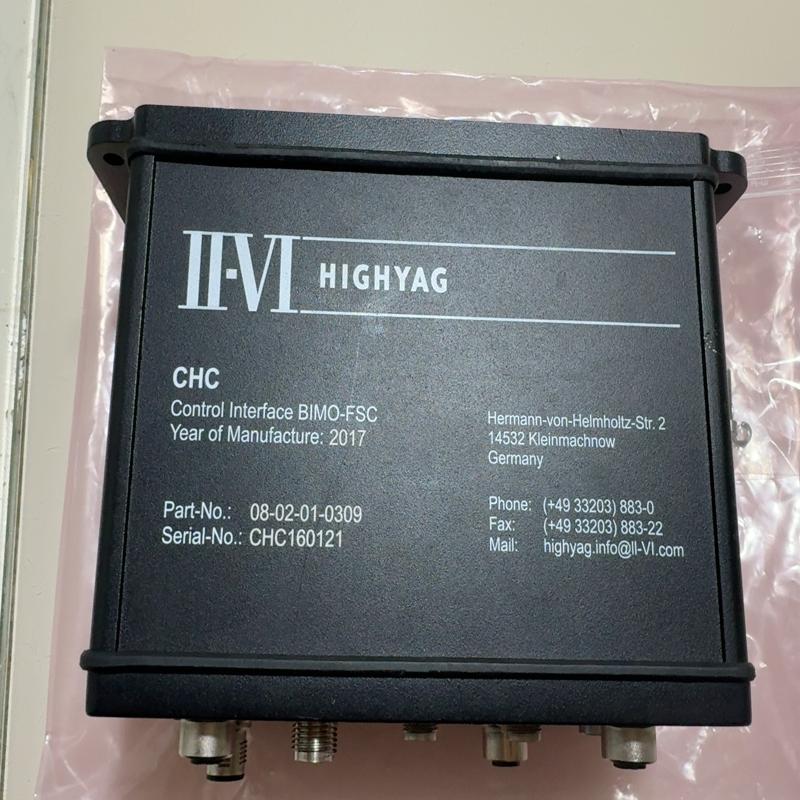 II-VI HIGHYAG
CHC
Control Interface BIMO-FSC
Year of Manufacture: 2017
Part-No.: 08-02-01-0309
Serial-No.: CHC160121
Hermann-von-Helmholtz-Str. 2
14532 Kleinmachnow
Germany
Phone: (+49 33203) 883-0
Fax: (+49 33203) 883-22
Mail: highyag.info@II-VI.com